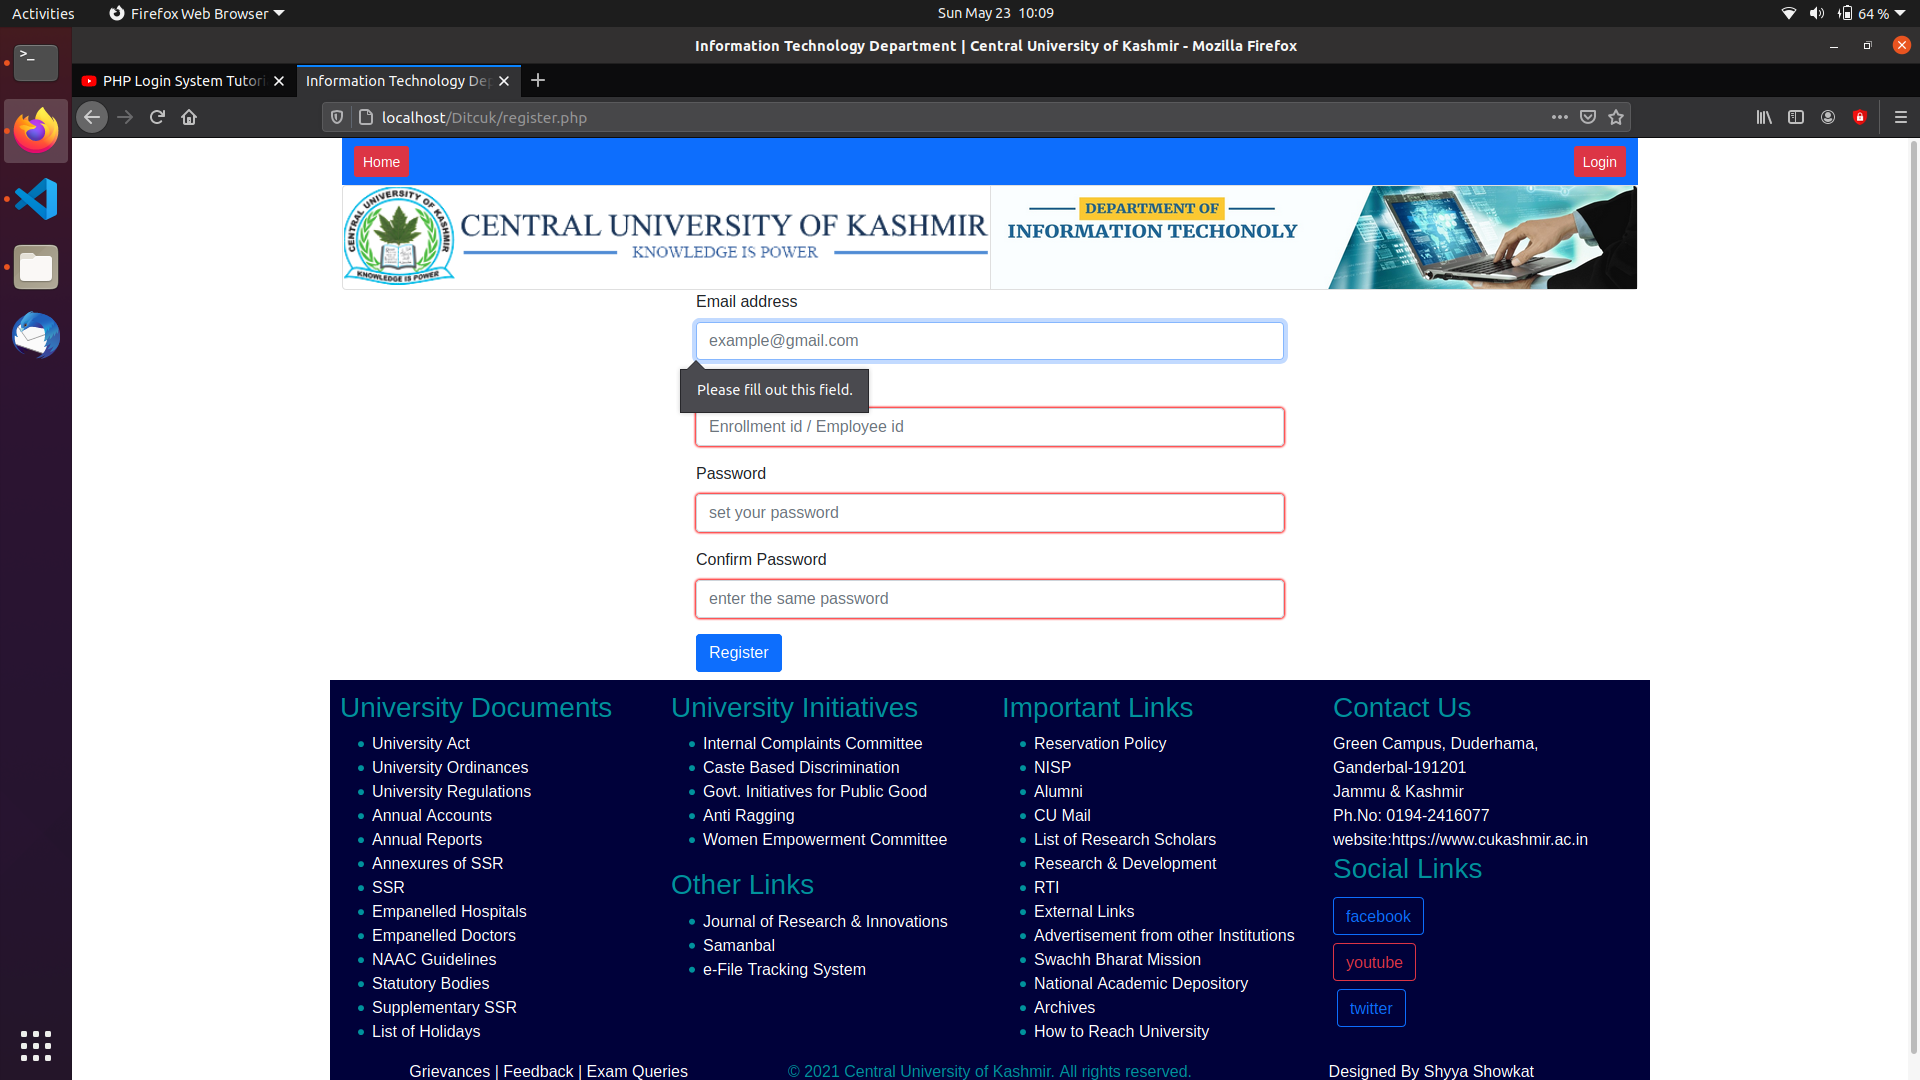 Activities
Firefox Web Browser
Sun May 23 10:09
64 %
Information Technology Department | Central University of Kashmir - Mozilla Firefox
PHP Login System Tutori
Information Technology De
localhost/Ditcuk/register.php
Home
Login
CENTRAL UNIVERSITY OF KASHMIR
KNOWLEDGE IS POWER
CENTRAL UNIVERSITY OF KASHMIR
KNOWLEDGE IS POWER
DEPARTMENT OF
INFORMATION TECHONOLY
Email address
example@gmail.com
Please fill out this field.
Enrollment id / Employee id
Password
set your password
Confirm Password
enter the same password
Register
University Documents
University Act
University Ordinances
University Regulations
Annual Accounts
Annual Reports
Annexures of SSR
SSR
Empanelled Hospitals
Empanelled Doctors
NAAC Guidelines
Statutory Bodies
Supplementary SSR
List of Holidays
University Initiatives
Internal Complaints Committee
Caste Based Discrimination
Govt. Initiatives for Public Good
Anti Ragging
Women Empowerment Committee
Other Links
Journal of Research & Innovations
Samanbal
e-File Tracking System
Important Links
Reservation Policy
NISP
Alumni
CU Mail
List of Research Scholars
Research & Development
RTI
External Links
Advertisement from other Institutions
Swachh Bharat Mission
National Academic Depository
Archives
How to Reach University
Contact Us
Green Campus, Duderhama,
Ganderbal-191201
Jammu & Kashmir
Ph.No: 0194-2416077
website:https://www.cukashmir.ac.in
Social Links
facebook
youtube
twitter
Grievances | Feedback | Exam Queries
© 2021 Central University of Kashmir. All rights reserved.
Designed By Shyya Showkat